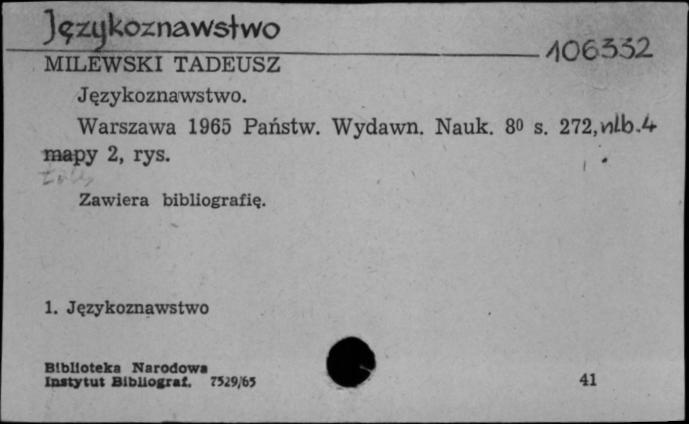 Językoznawstwo
106332
MILEWSKI TADEUSZ
Językoznawstwo.
Warszawa 1965 Państw. Wydawn. Nauk. 8⁰ s. 272, nlb. 4
mapy 2, rys.
Zawiera bibliografię.
1. Językoznawstwo
Biblioteka Narodowa
Instytut Bibliograf. 7529/65
41